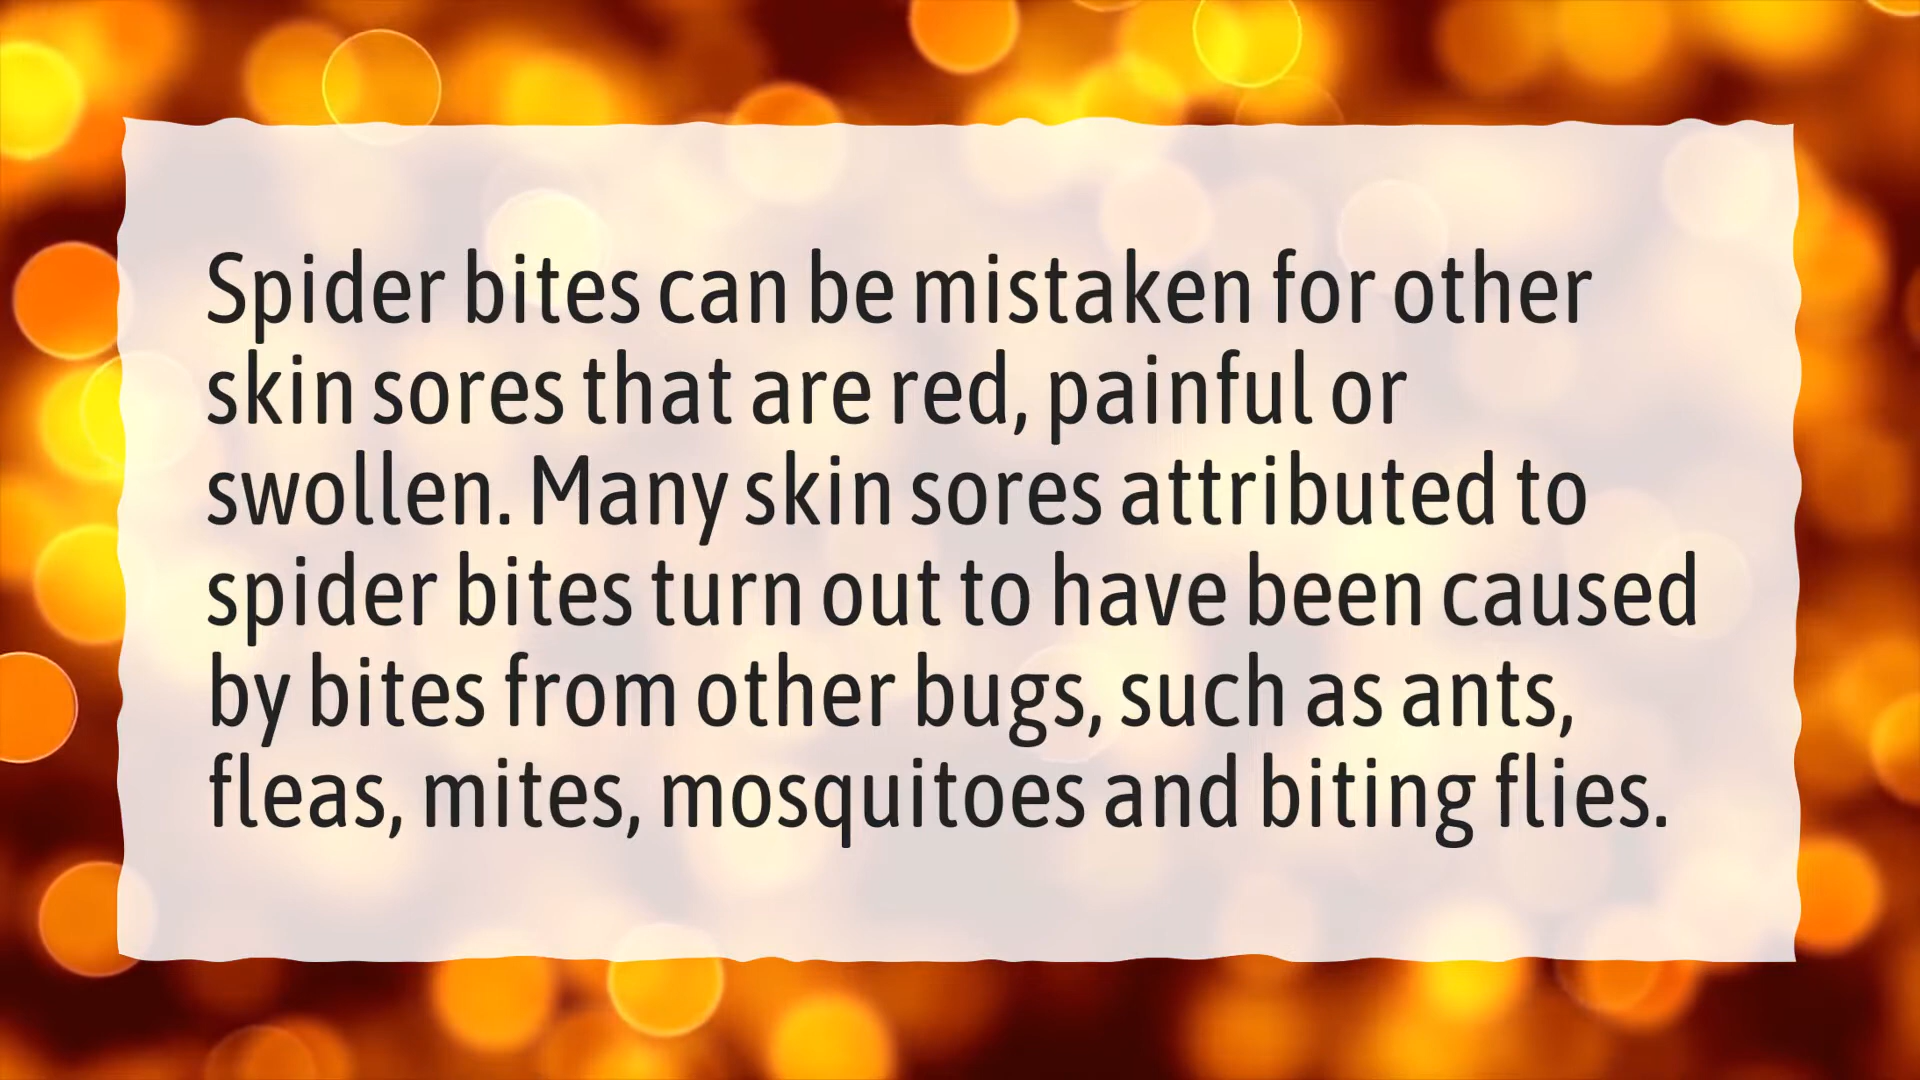 Spider bites can be mistaken for other
skin sores that are red, painful or
swollen. Many skin sores attributed to
spider bites turn out to have been caused
by bites from other bugs, such as ants,
fleas, mites, mosquitoes and biting flies.